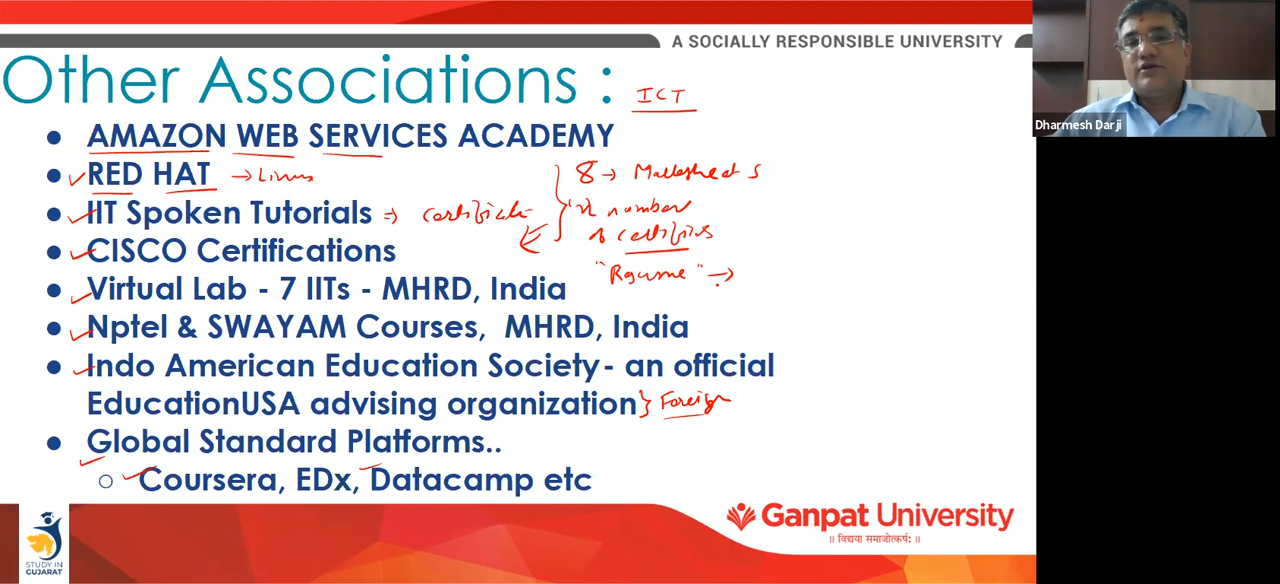 A SOCIALLY RESPONSIBLE UNIVERSITY
Dharmesh Darji
Other Associations :
ICT
● AMAZON WEB SERVICES ACADEMY
● RED HAT → Linux
8 → Marksheets
● IIT Spoken Tutorials ⇒ certificate
number
of certificates
● CISCO Certifications
"Resume" →
● Virtual Lab - 7 IITs - MHRD, India
● Nptel & SWAYAM Courses, MHRD, India
● Indo American Education Society- an official
EducationUSA advising organization } Foreign
● Global Standard Platforms..
○ Coursera, EDx, Datacamp etc
STUDY IN
GUJARAT
Ganpat University
॥ विद्यया समाजोत्कर्षः ॥